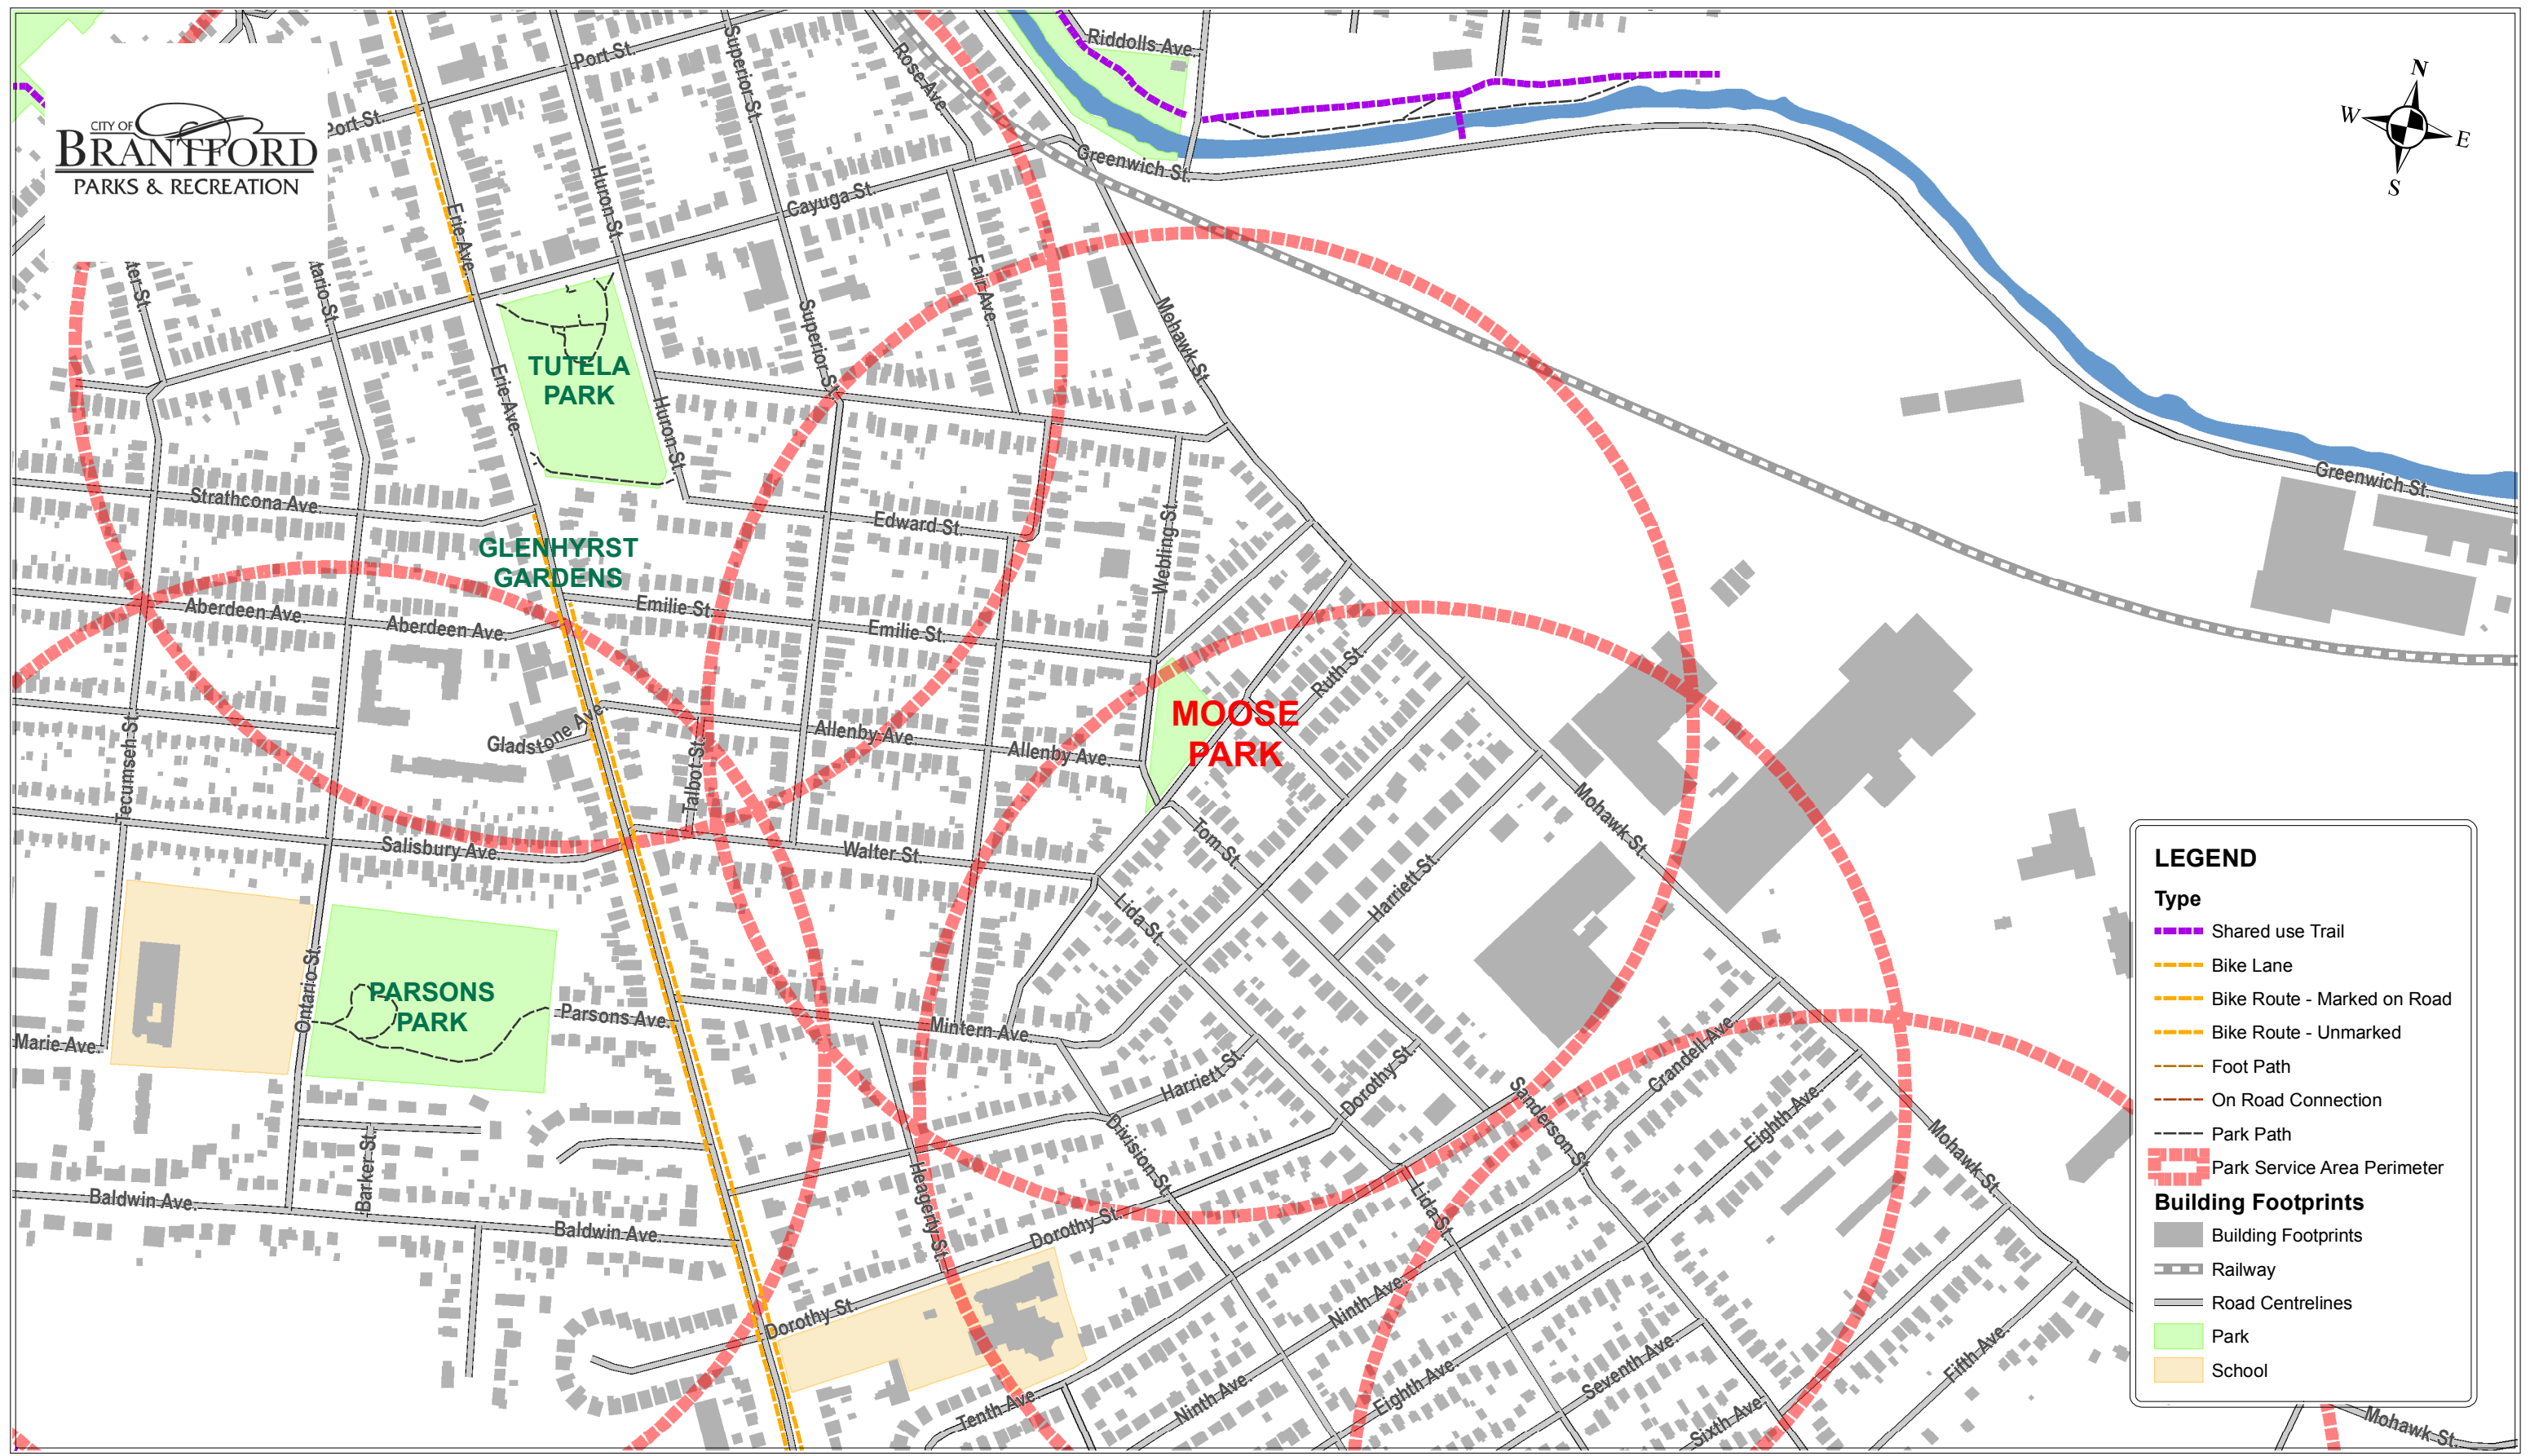 Riddolls Ave.
Port St.
Superior St.
Rose Ave.
N
W
E
S
CITY OF
BRANTFORD
PARKS & RECREATION
Port St.
Greenwich St.
Huron St.
Cayuga St.
Erie Ave.
Fair Ave.
ter St.
tario St.
Mohawk St.
Superior St.
TUTELA
PARK
Erie Ave.
Huron St.
Greenwich St.
Strathcona Ave.
Edward St.
Webling St.
GLENHYRST
GARDENS
Emilie St.
Emilie St.
Aberdeen Ave.
Aberdeen Ave.
Ruth St.
MOOSE
PARK
Gladstone Ave.
Allenby Ave.
Allenby Ave.
Talbot St.
Tecumseh St.
Mohawk St.
Tom St.
Salisbury Ave.
Walter St.
Harriett St.
Lida St.
PARSONS
PARK
Ontario St.
Parsons Ave.
Mintern Ave.
Marie Ave.
Harriett St.
Dorothy St.
Crandell Ave.
Sanderson St.
Eighth Ave.
Division St.
Mohawk St.
Barker St.
Heagerty St.
Lida St.
Baldwin Ave.
Baldwin Ave.
Dorothy St.
Dorothy St.
Ninth Ave.
Ninth Ave.
Tenth Ave.
Eighth Ave.
Seventh Ave.
Fifth Ave.
Sixth Ave.
Mohawk St.
LEGEND
Type
Shared use Trail
Bike Lane
Bike Route - Marked on Road
Bike Route - Unmarked
Foot Path
On Road Connection
Park Path
Park Service Area Perimeter
Building Footprints
Building Footprints
Railway
Road Centrelines
Park
School